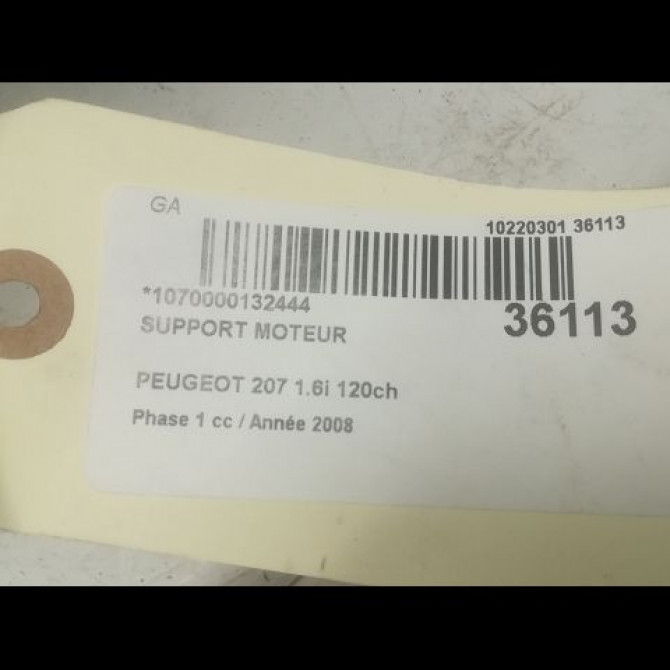 GA
10220301 36113
*1070000132444
36113
SUPPORT MOTEUR
PEUGEOT 207 1.6i 120ch
Phase 1 cc / Année 2008